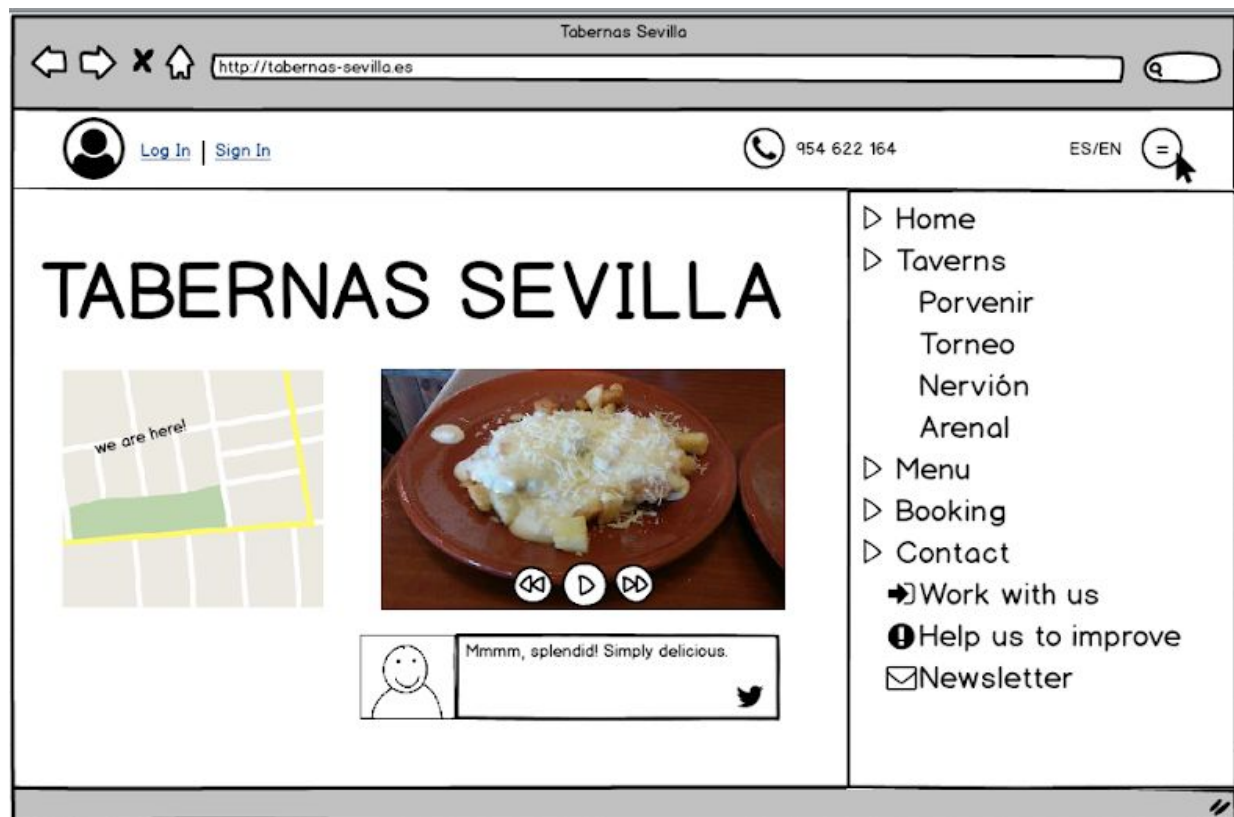 Tabernas Sevilla
http://tabernas-sevilla.es
Log In | Sign In
954 622 164
ES/EN
=
TABERNAS SEVILLA
we are here!
Mmmm, splendid! Simply delicious.
Home
Taverns
Porvenir
Torneo
Nervión
Arenal
Menu
Booking
Contact
Work with us
Help us to improve
Newsletter